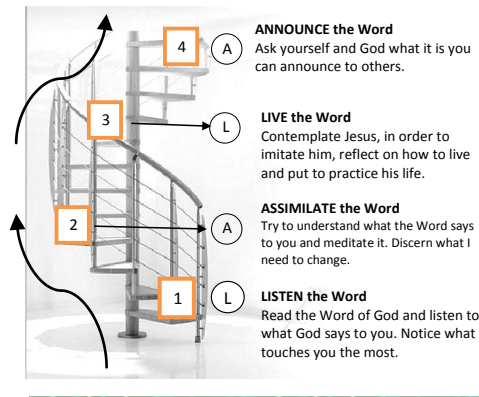 4
A
ANNOUNCE the Word
Ask yourself and God what it is you
can announce to others.
3
L
LIVE the Word
Contemplate Jesus, in order to
imitate him, reflect on how to live
and put to practice his life.
2
A
ASSIMILATE the Word
Try to understand what the Word says
to you and meditate it. Discern what I
need to change.
1
L
LISTEN the Word
Read the Word of God and listen to
what God says to you. Notice what
touches you the most.